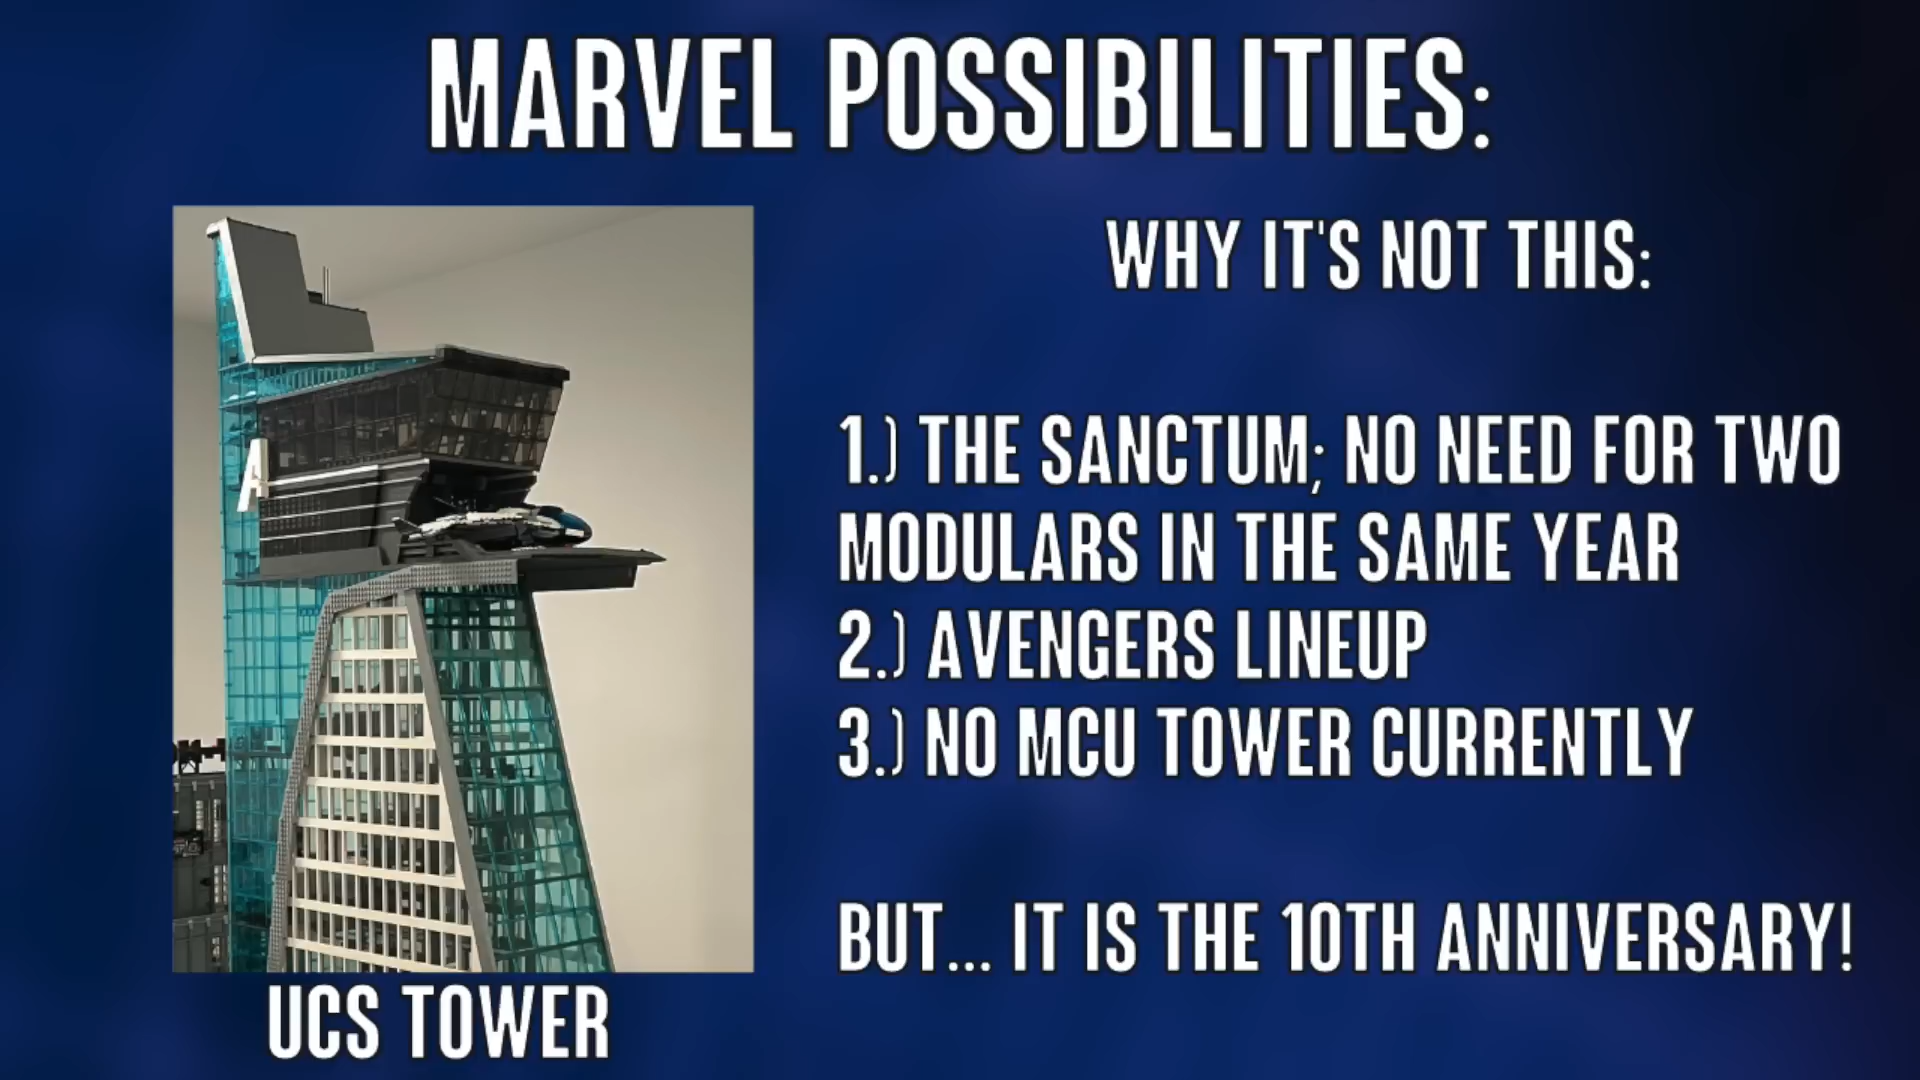 MARVEL POSSIBILITIES:
WHY IT'S NOT THIS:
1.) THE SANCTUM; NO NEED FOR TWO
MODULARS IN THE SAME YEAR
2.) AVENGERS LINEUP
3.) NO MCU TOWER CURRENTLY
BUT... IT IS THE 10TH ANNIVERSARY!
A
UCS TOWER